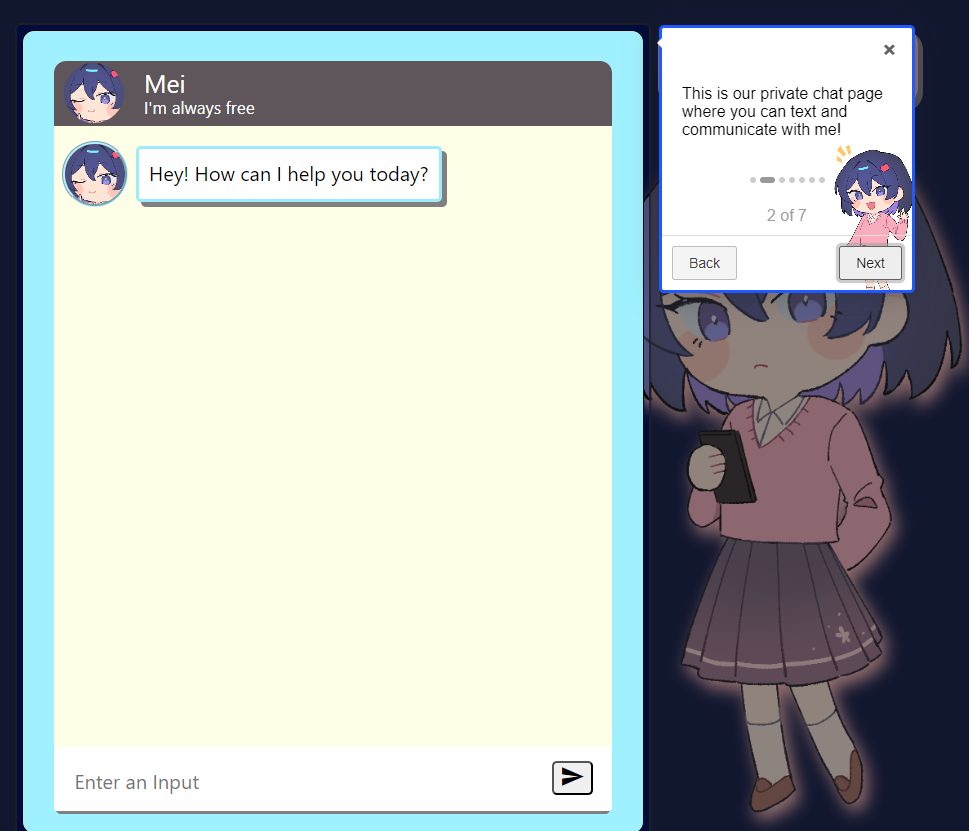 Mei
I'm always free
Hey! How can I help you today?
Enter an Input
This is our private chat page
where you can text and
communicate with me!
2 of 7
Back
Next